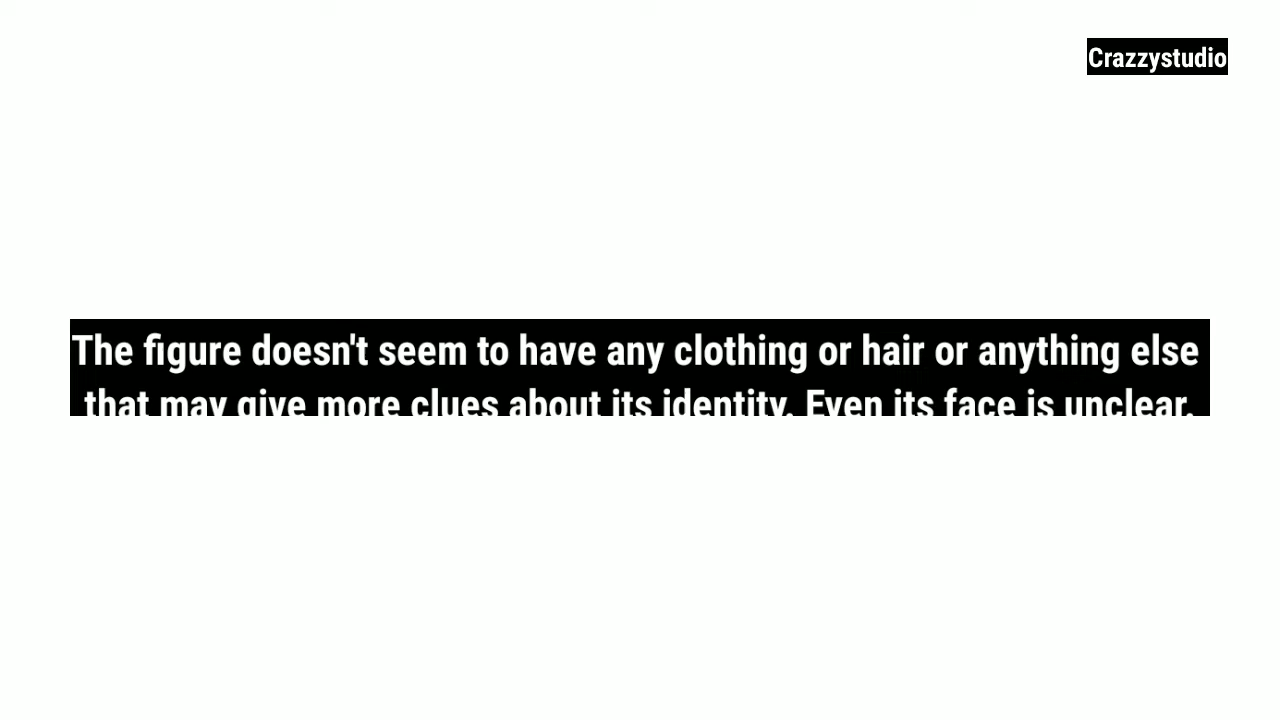 Crazzystudio
The figure doesn't seem to have any clothing or hair or anything else
that may give more clues about its identity. Even its face is unclear.